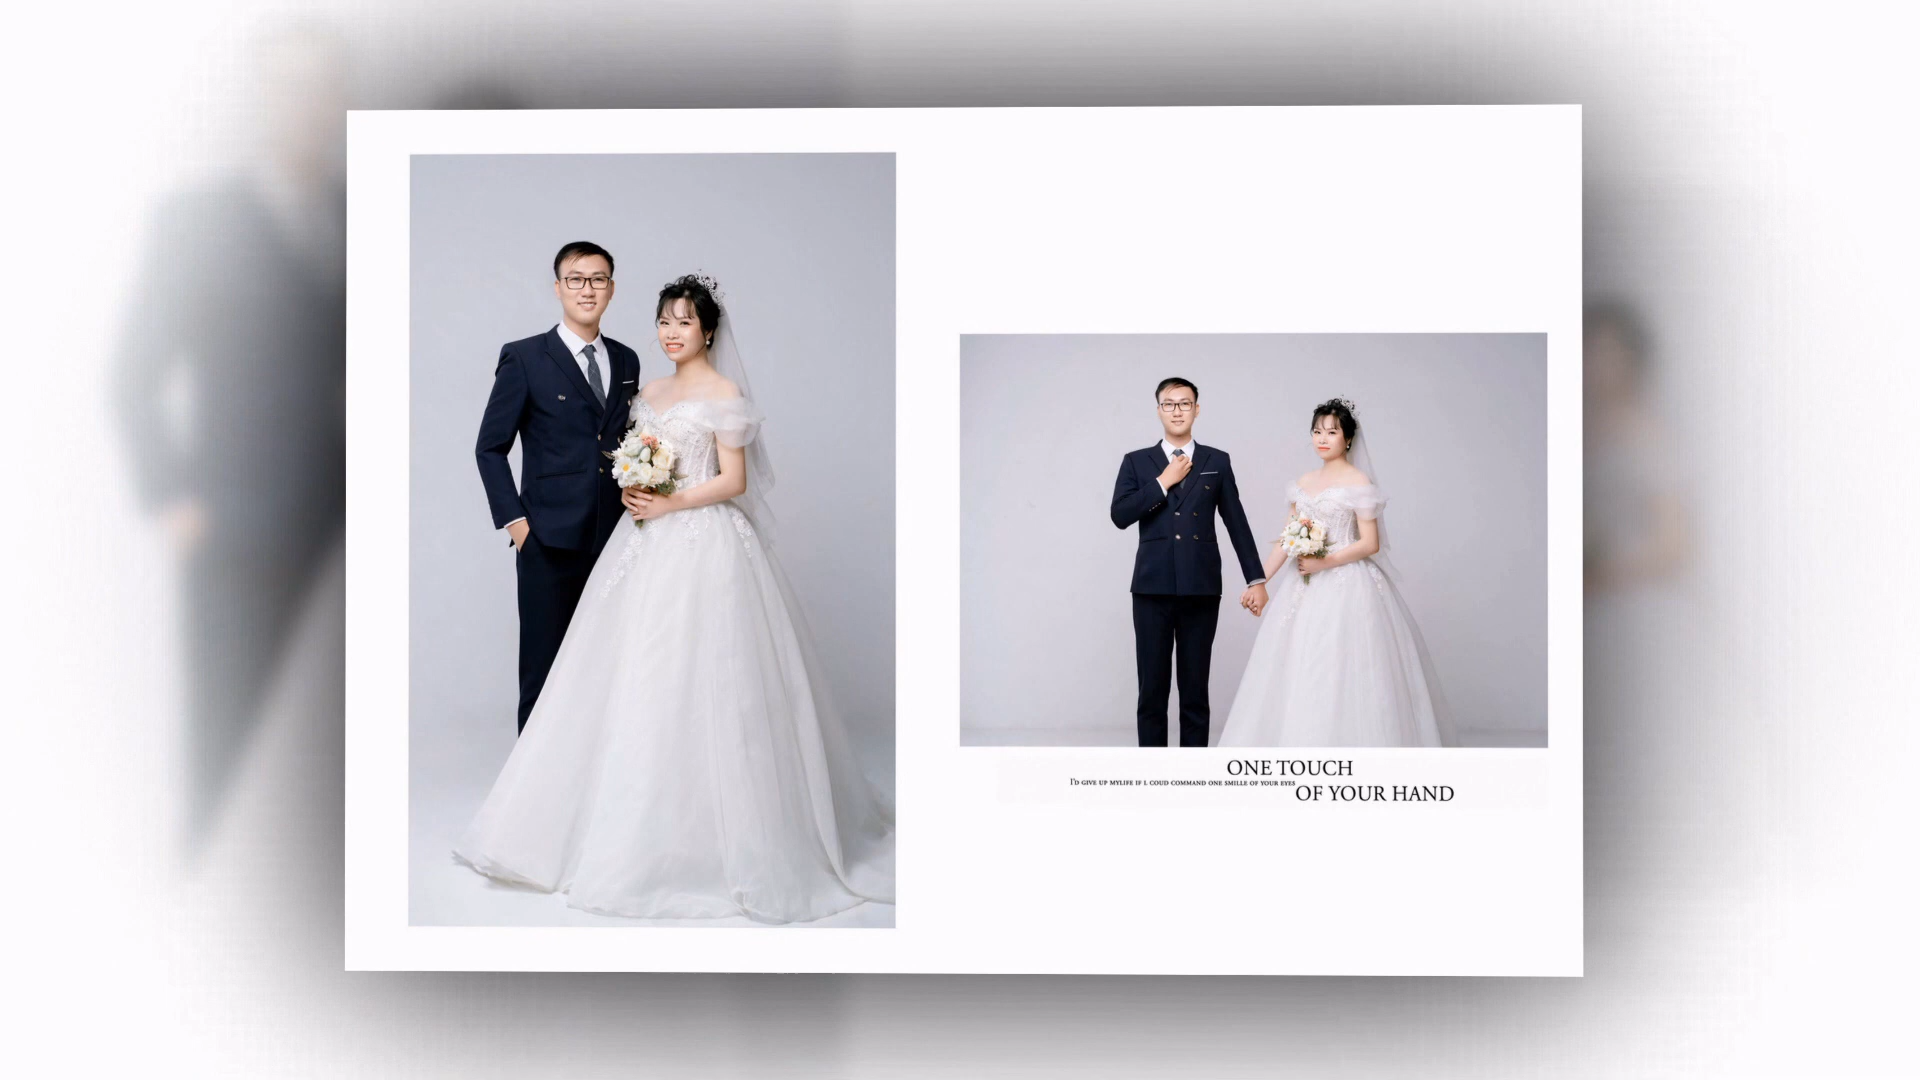 ONE TOUCH
I'D GIVE UP MYLIFE IF I. COUD COMMAND ONE SMILLE OF YOUR EYES
OF YOUR HAND